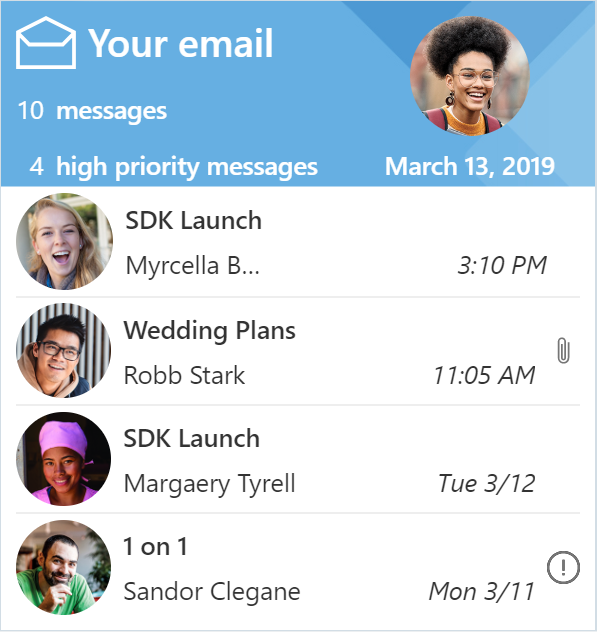 Your email
10 messages
4 high priority messages March 13, 2019
SDK Launch
Myrcella B... 3:10 PM
Wedding Plans
Robb Stark 11:05 AM
SDK Launch
Margaery Tyrell Tue 3/12
1 on 1
Sandor Clegane Mon 3/11